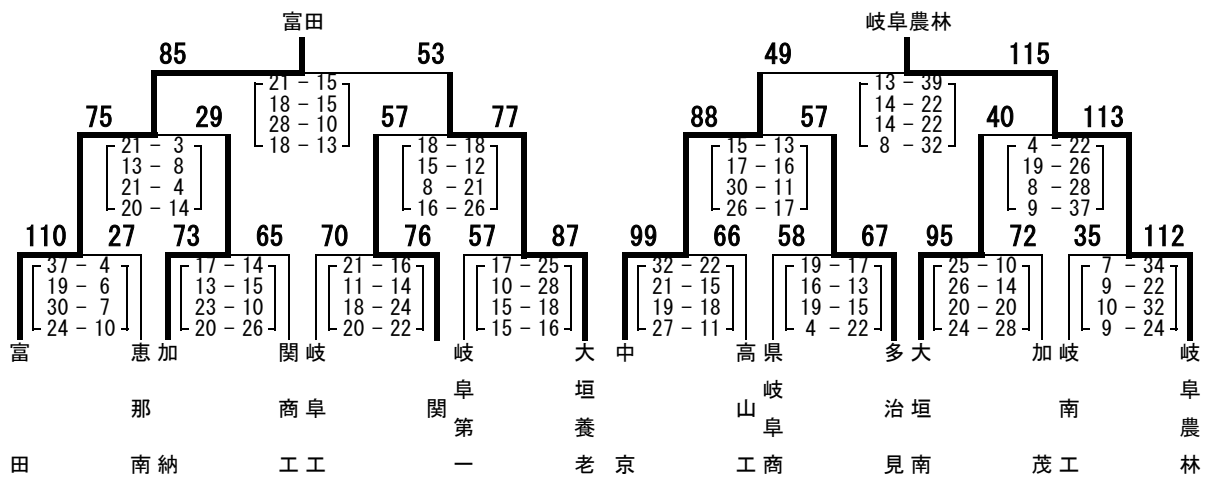 富田 岐阜農林
85 53 49 115
21 - 15 13 - 39
18 - 15 14 - 22
28 - 10 14 - 22
18 - 13 8 - 32
75 29 57 77 88 57 40 113
21 - 3 18 - 18 15 - 13 4 - 22
13 - 8 15 - 12 17 - 16 19 - 26
21 - 4 8 - 21 30 - 11 8 - 28
20 - 14 16 - 26 26 - 17 9 - 37
110 27 73 65 70 76 57 87 99 66 58 67 95 72 35 112
37 - 4 17 - 14 21 - 16 17 - 25 32 - 22 19 - 17 25 - 10 7 - 34
19 - 6 13 - 15 11 - 14 10 - 28 21 - 15 16 - 13 26 - 14 9 - 22
30 - 7 23 - 10 18 - 24 15 - 18 19 - 18 19 - 15 20 - 20 10 - 32
24 - 10 20 - 26 20 - 22 15 - 16 27 - 11 4 - 22 24 - 28 9 - 24
富田
恵那南
加納
関商工
岐阜工
関
岐阜第一
大垣養老
中京
高山工
県岐阜商
多治見
大垣南
加茂
岐南工
岐阜農林